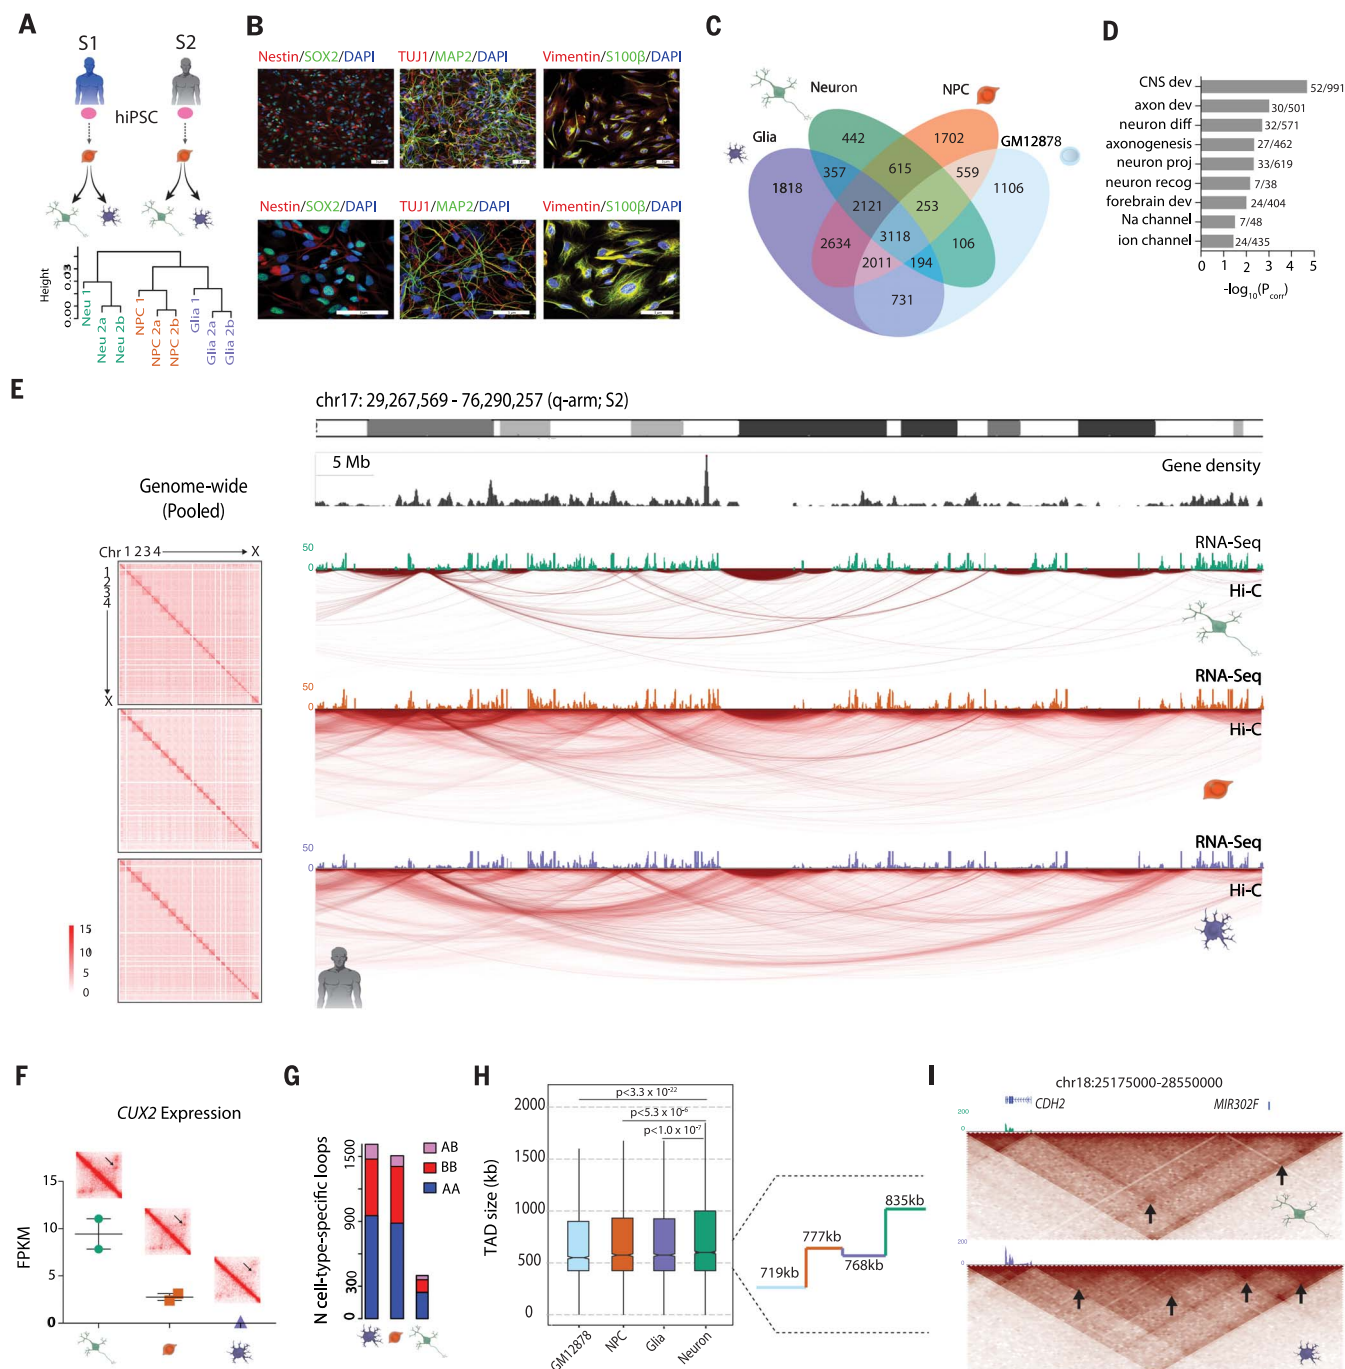 A
S1
S2
hiPSC
Height
0.03
0.00
Neu 1
Neu 2a
Neu 2b
NPC 1
NPC 2a
NPC 2b
Glia 1
Glia 2a
Glia 2b
B
Nestin/SOX2/DAPI
TUJ1/MAP2/DAPI
Vimentin/S100β/DAPI
Nestin/SOX2/DAPI
TUJ1/MAP2/DAPI
Vimentin/S100β/DAPI
C
Neuron
NPC
Glia
GM12878
442
1702
615
559
357
1818
1106
2121
253
3118
2634
106
2011
194
731
D
CNS dev 52/991
axon dev 30/501
neuron diff 32/571
axonogenesis 27/462
neuron proj 33/619
neuron recog 7/38
forebrain dev 24/404
Na channel 7/48
ion channel 24/435
0 1 2 3 4 5
-log10(Pcorr)
E
chr17: 29,267,569 - 76,290,257 (q-arm; S2)
5 Mb
Gene density
Genome-wide
(Pooled)
Chr 1 2 3 4 X
1
2
3
4
X
15
10
5
0
50
0
RNA-Seq
Hi-C
50
0
RNA-Seq
Hi-C
50
0
RNA-Seq
Hi-C
F
CUX2 Expression
FPKM
15
10
5
0
G
N cell-type-specific loops
1500
900
300
0
AB
BB
AA
H
TAD size (kb)
2000
1500
1000
500
0
p<3.3 x 10-22
p<5.3 x 10-6
p<1.0 x 10-7
GM12878
NPC
Glia
Neuron
719kb
777kb
768kb
835kb
I
chr18:25175000-28550000
CDH2
MIR302F
200
0
200
0